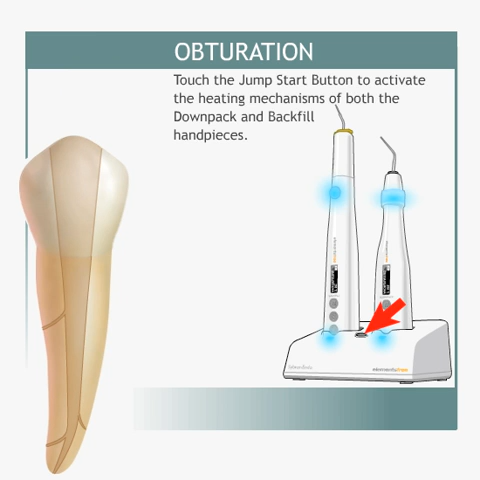 OBTURATION
Touch the Jump Start Button to activate
the heating mechanisms of both the
Downpack and Backfill
handpieces.